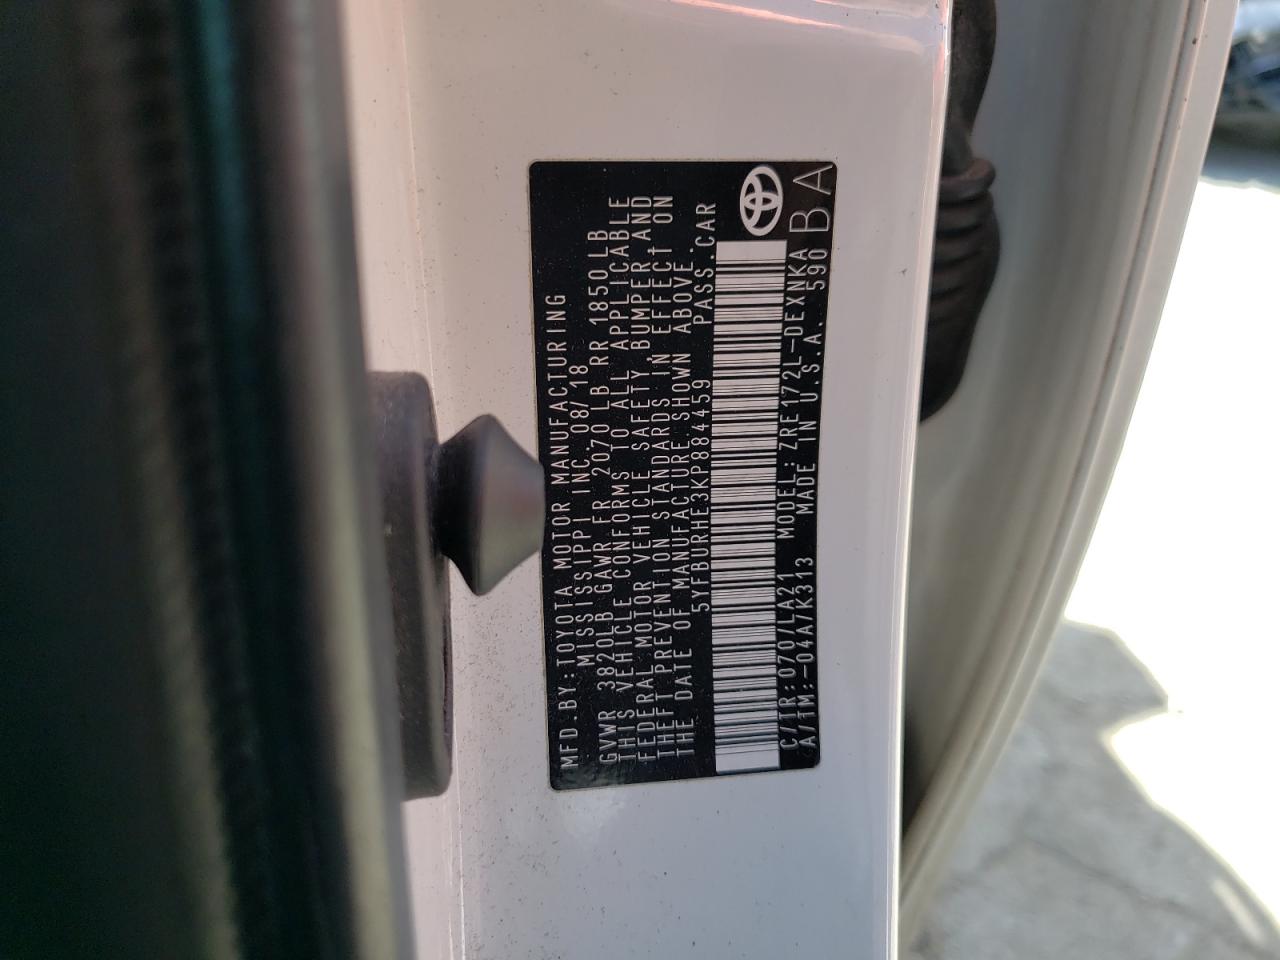 MFD.BY:TOYOTA MOTOR MANUFACTURING
MISSISSIPPI INC.08/18
GVWR 3820LB GAWR FR 2070 LB RR 1850 LB
THIS VEHICLE CONFORMS TO ALL APPLICABLE
FEDERAL MOTOR VEHICLE SAFETY,BUMPER AND
THEFT PREVENTION STANDARDS IN EFFECT ON
THE DATE OF MANUFACTURE SHOWN ABOVE.
5YFBURHE3KP884459 PASS.CAR
C/TR:070/LA21 MODEL:ZRE172L-DEXNKA
A/TM:-04A/K313 MADE IN U.S.A. 590 BA